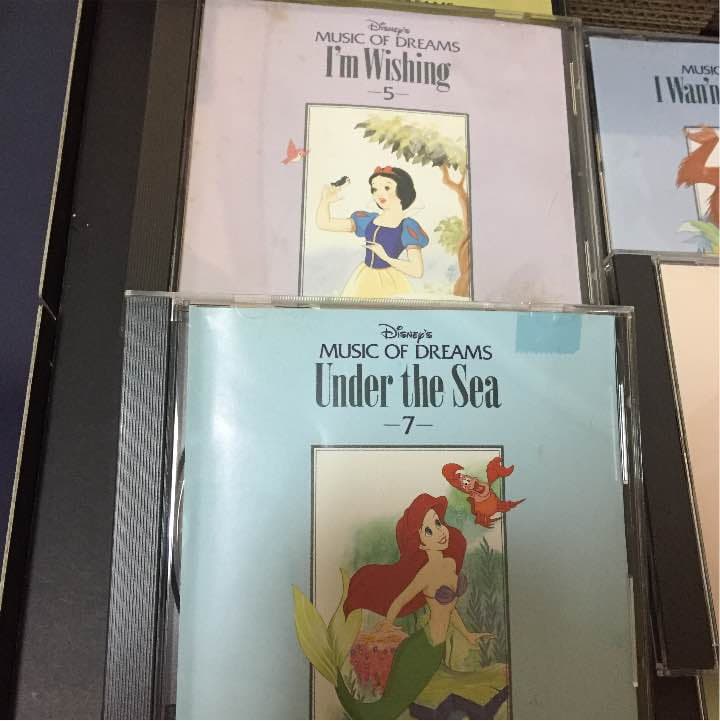 Disney's
MUSIC OF DREAMS
I'm Wishing
—5—
MUSIC
I Wan'n
Disney's
MUSIC OF DREAMS
Under the Sea
—7—